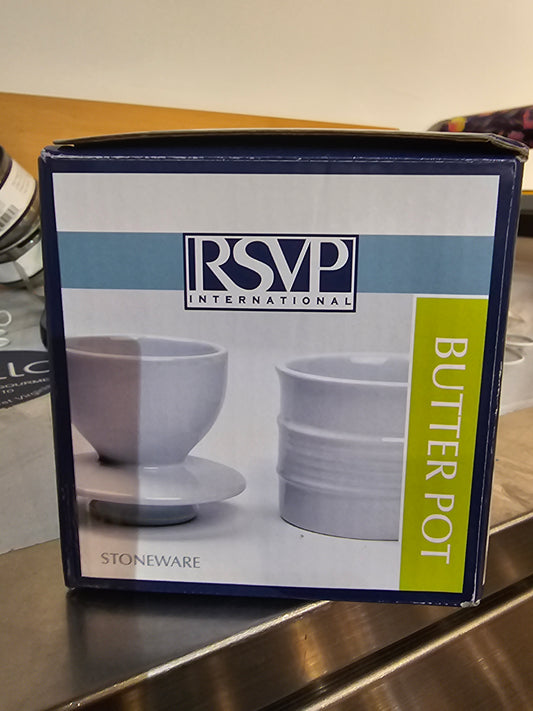 RSVP
INTERNATIONAL
BUTTER POT
STONEWARE